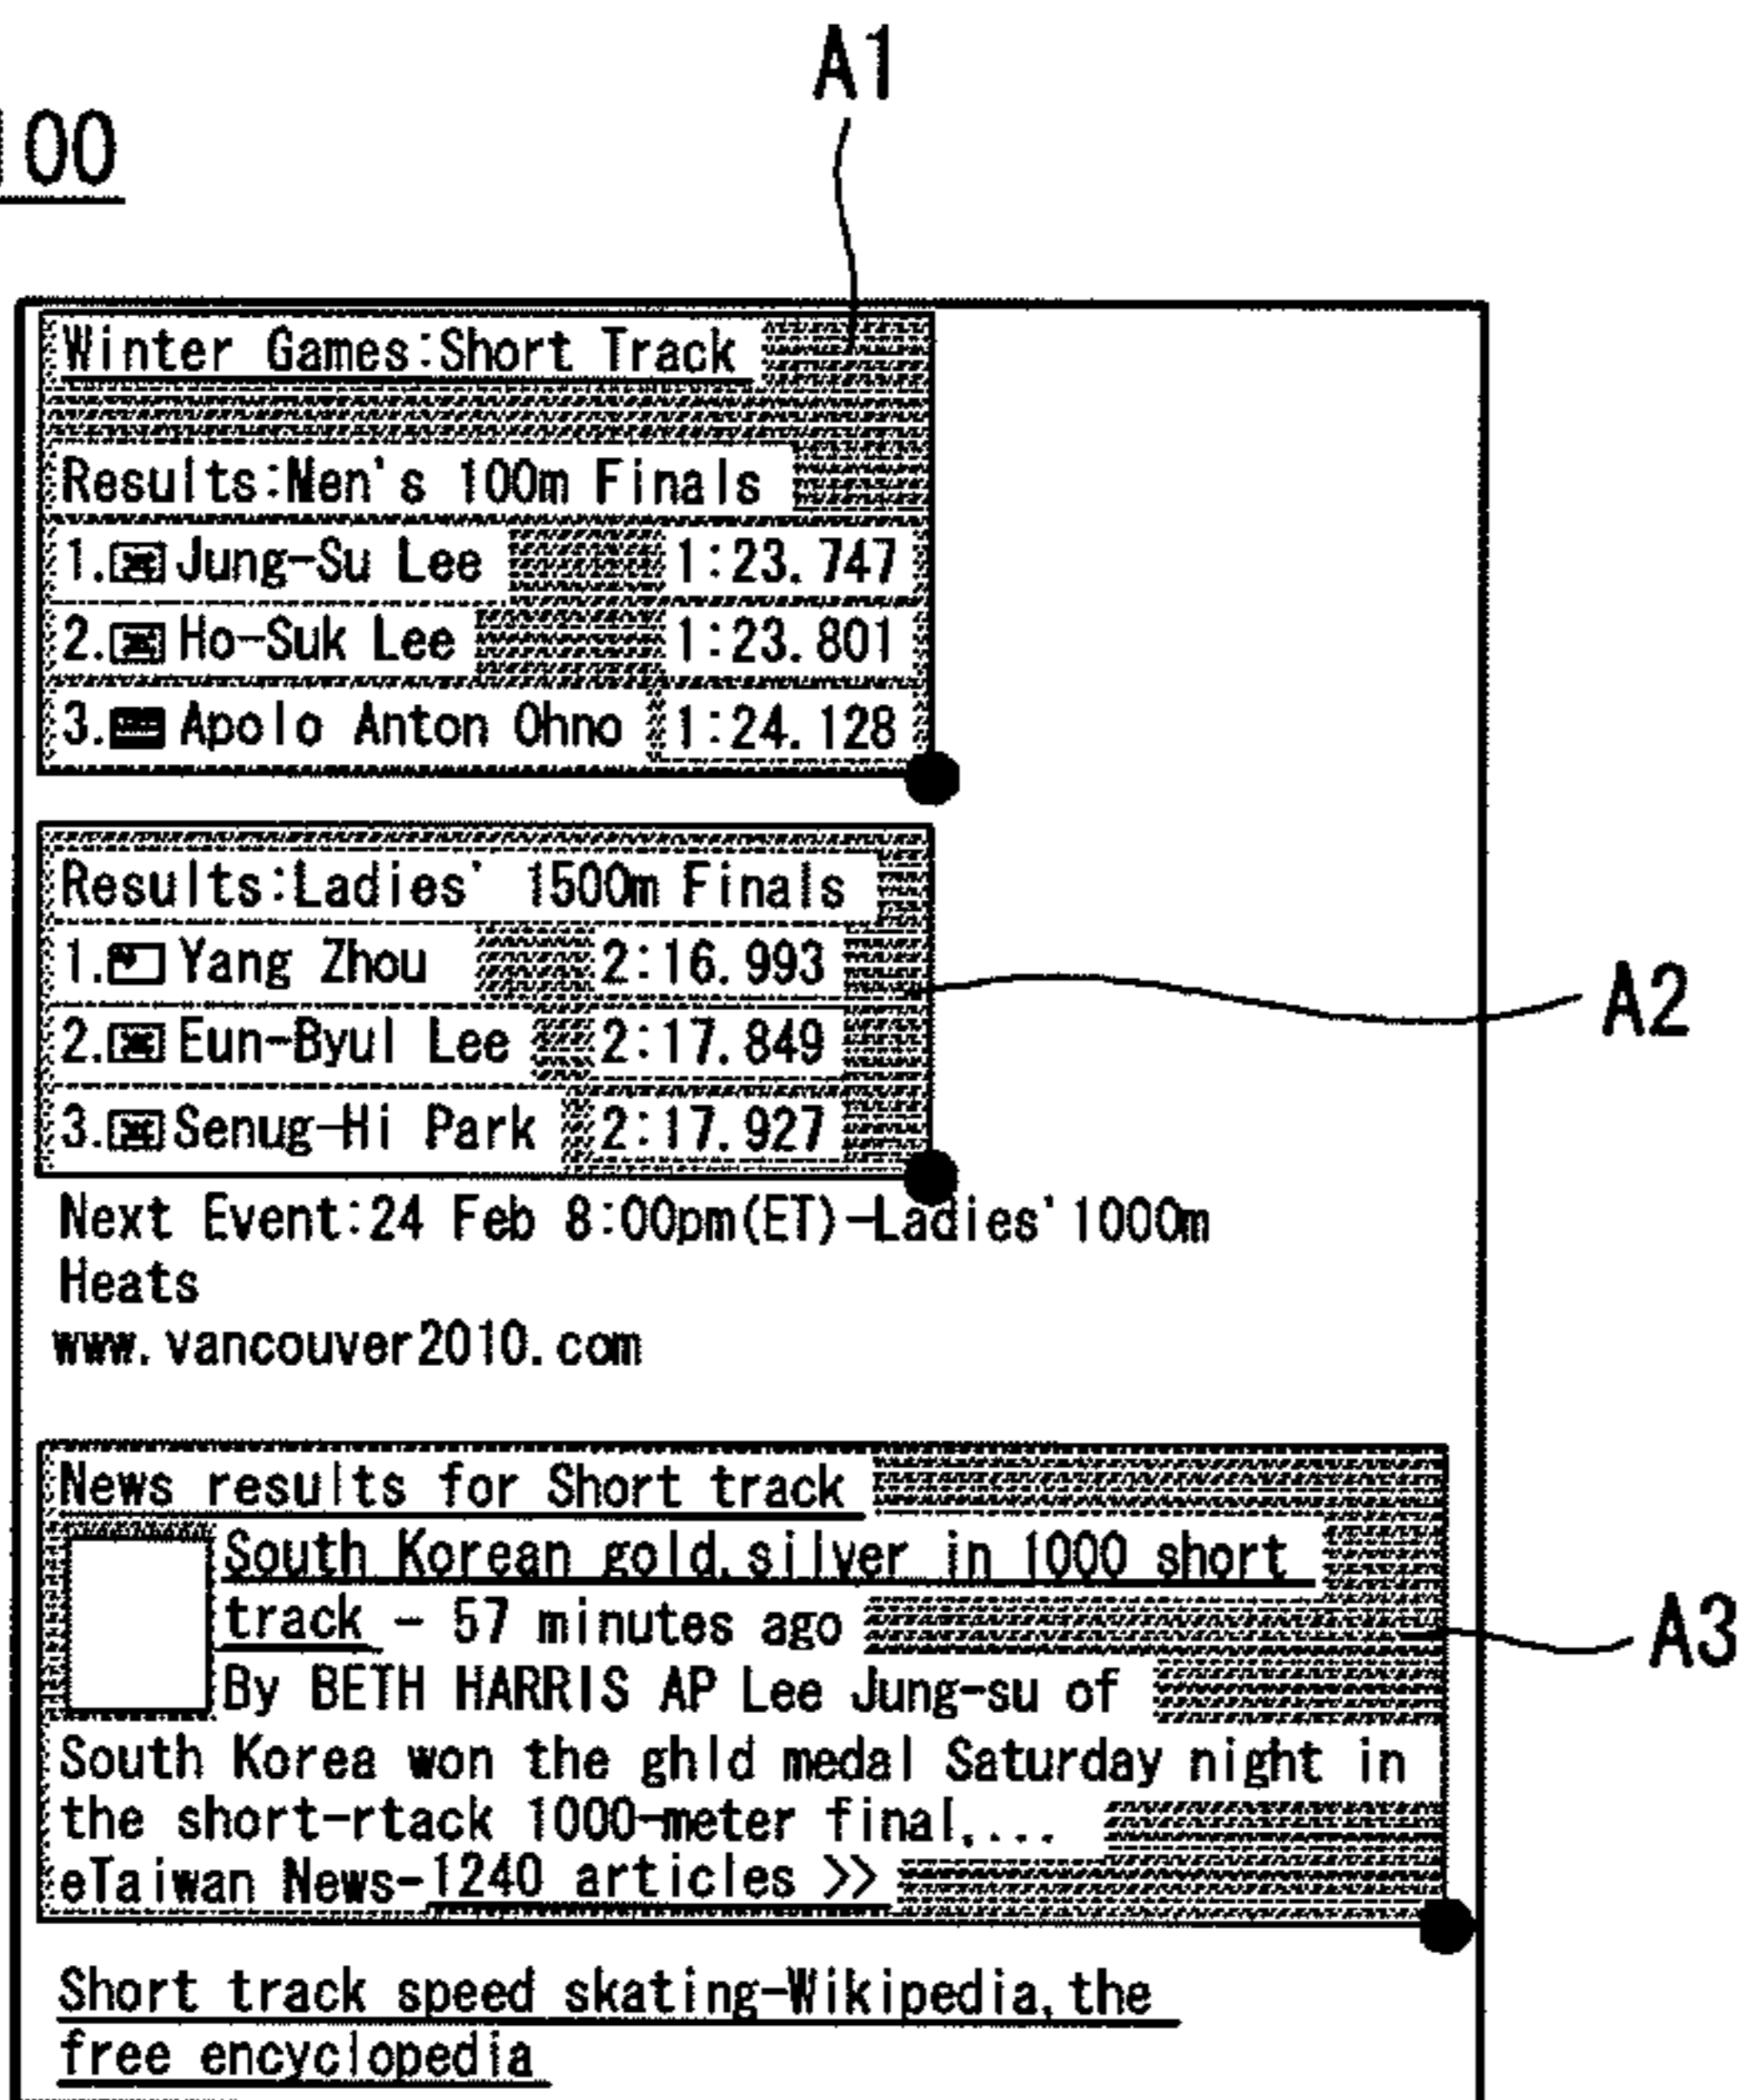 A1
100
Winter Games:Short Track
Results:Men's 100m Finals
1. Jung-Su Lee 1:23.747
2. Ho-Suk Lee 1:23.801
3. Apolo Anton Ohno 1:24.128
Results:Ladies' 1500m Finals
1. Yang Zhou 2:16.993
A2
2. Eun-Byul Lee 2:17.849
3. Senug-Hi Park 2:17.927
Next Event:24 Feb 8:00pm(ET)-Ladies'1000m
Heats
www.vancouver2010.com
News results for Short track
South Korean gold,silver in 1000 short
track - 57 minutes ago
A3
By BETH HARRIS AP Lee Jung-su of
South Korea won the ghld medal Saturday night in
the short-rtack 1000-meter final,...
eTaiwan News-1240 articles >>
Short track speed skating-Wikipedia,the
free encyclopedia